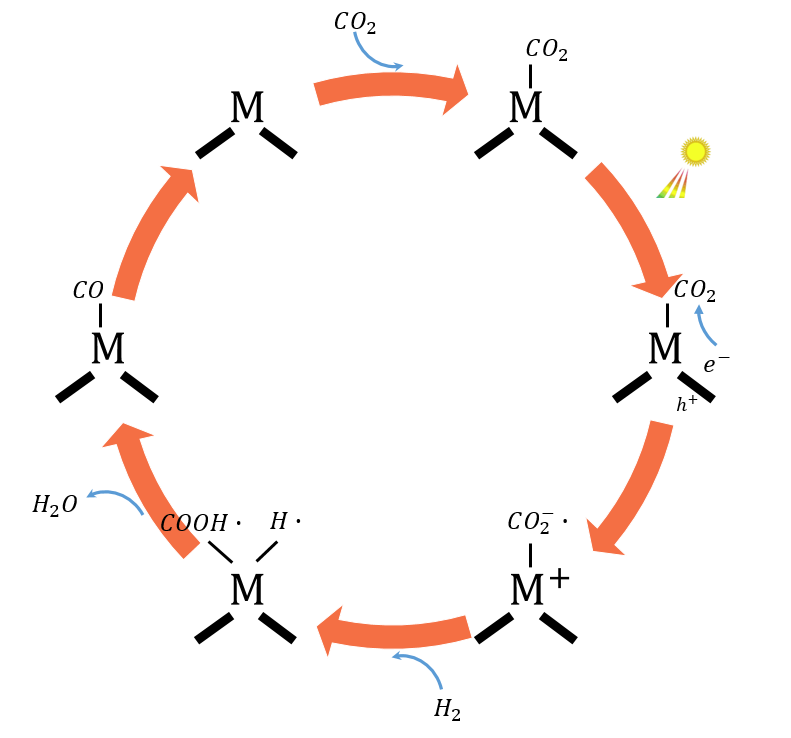 CO₂
M
CO₂
M
CO₂
M
e⁻
h⁺
CO₂⁻ ·
M⁺
H₂
COOH · H ·
M
H₂O
CO
M